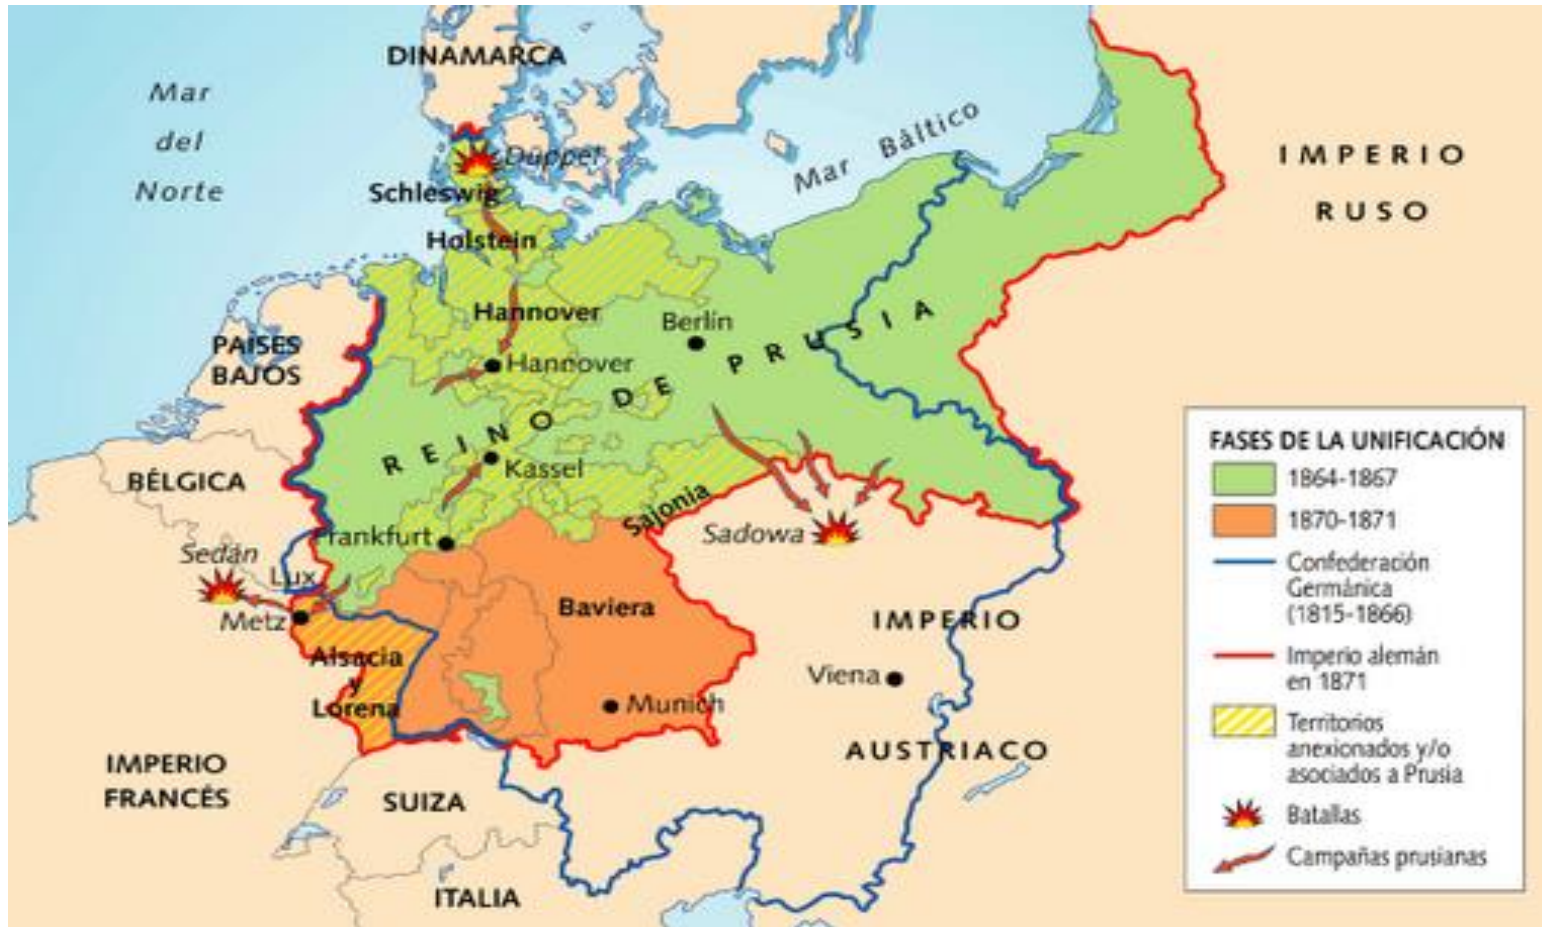 DINAMARCA
Mar
del
Norte
Mar Báltico
IMPERIO
RUSO
Düppel
Schleswig
Holstein
Hannover
Berlín
PAÍSES
BAJOS
Hannover
REINO DE PRUSIA
Kassel
BÉLGICA
Frankfurt
Sajonia
Sadowa
Sedán
Lux
Metz
Baviera
Alsacia
y
Lorena
IMPERIO
Viena
Munich
AUSTRIACO
IMPERIO
FRANCÉS
SUIZA
ITALIA
FASES DE LA UNIFICACIÓN
1864-1867
1870-1871
Confederación
Germánica
(1815-1866)
Imperio alemán
en 1871
Territorios
anexionados y/o
asociados a Prusia
Batallas
Campañas prusianas